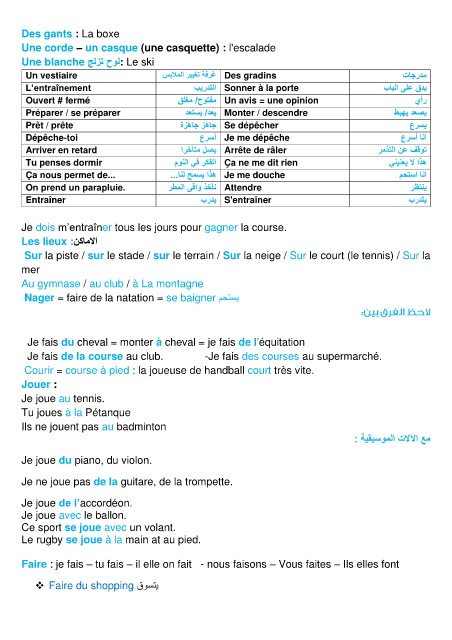 Des gants : La boxe
Une corde – un casque (une casquette) : l'escalade
Une blanche لوح تزلج: Le ski
Un vestiaire غرفة تغيير الملابس Des gradins مدرجات
L'entraînement التدريب Sonner à la porte يدق على الباب
Ouvert # fermé مفتوح/ مغلق Un avis = une opinion رأي
Préparer / se préparer يعد/ يستعد Monter / descendre يصعد يهبط
Prêt / prête جاهز جاهزة Se dépêcher يسرع
Dépêche-toi أسرع Je me dépêche أنا أسرع
Arriver en retard يصل متأخرا Arrête de râler توقف عن التذمر
Tu penses dormir اتفكر في النوم Ça ne me dit rien هذا لا يعنيني
Ça nous permet de... هذا يسمح لنا... Je me douche انا استحم
On prend un parapluie. نأخذ واقى المطر Attendre ينتظر
Entraîner يدرب S'entraîner يتدرب
Je dois m'entraîner tous les jours pour gagner la course.
Les lieux :الاماكن
Sur la piste / sur le stade / sur le terrain / Sur la neige / Sur le court (le tennis) / Sur la
mer
Au gymnase / au club / à La montagne
Nager = faire de la natation = se baigner يستحم
لاحظ الفرق بين:
Je fais du cheval = monter à cheval = je fais de l'équitation
Je fais de la course au club. -Je fais des courses au supermarché.
Courir = course à pied : la joueuse de handball court très vite.
Jouer :
Je joue au tennis.
Tu joues à la Pétanque
Ils ne jouent pas au badminton
مع الالات الموسيقية :
Je joue du piano, du violon.
Je ne joue pas de la guitare, de la trompette.
Je joue de l'accordéon.
Je joue avec le ballon.
Ce sport se joue avec un volant.
Le rugby se joue à la main at au pied.
Faire : je fais – tu fais – il elle on fait - nous faisons – Vous faites – Ils elles font
❖ Faire du shopping يتسوق